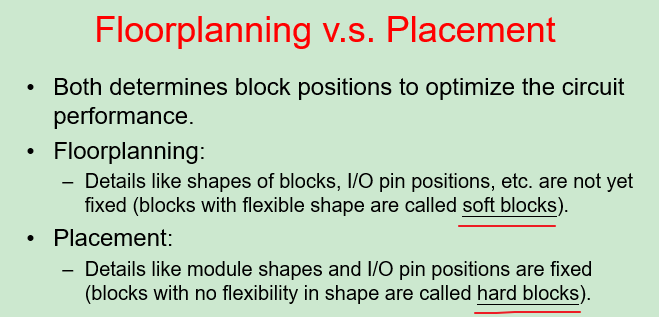 Floorplanning v.s. Placement
• Both determines block positions to optimize the circuit
performance.
• Floorplanning:
– Details like shapes of blocks, I/O pin positions, etc. are not yet
fixed (blocks with flexible shape are called soft blocks).
• Placement:
– Details like module shapes and I/O pin positions are fixed
(blocks with no flexibility in shape are called hard blocks).